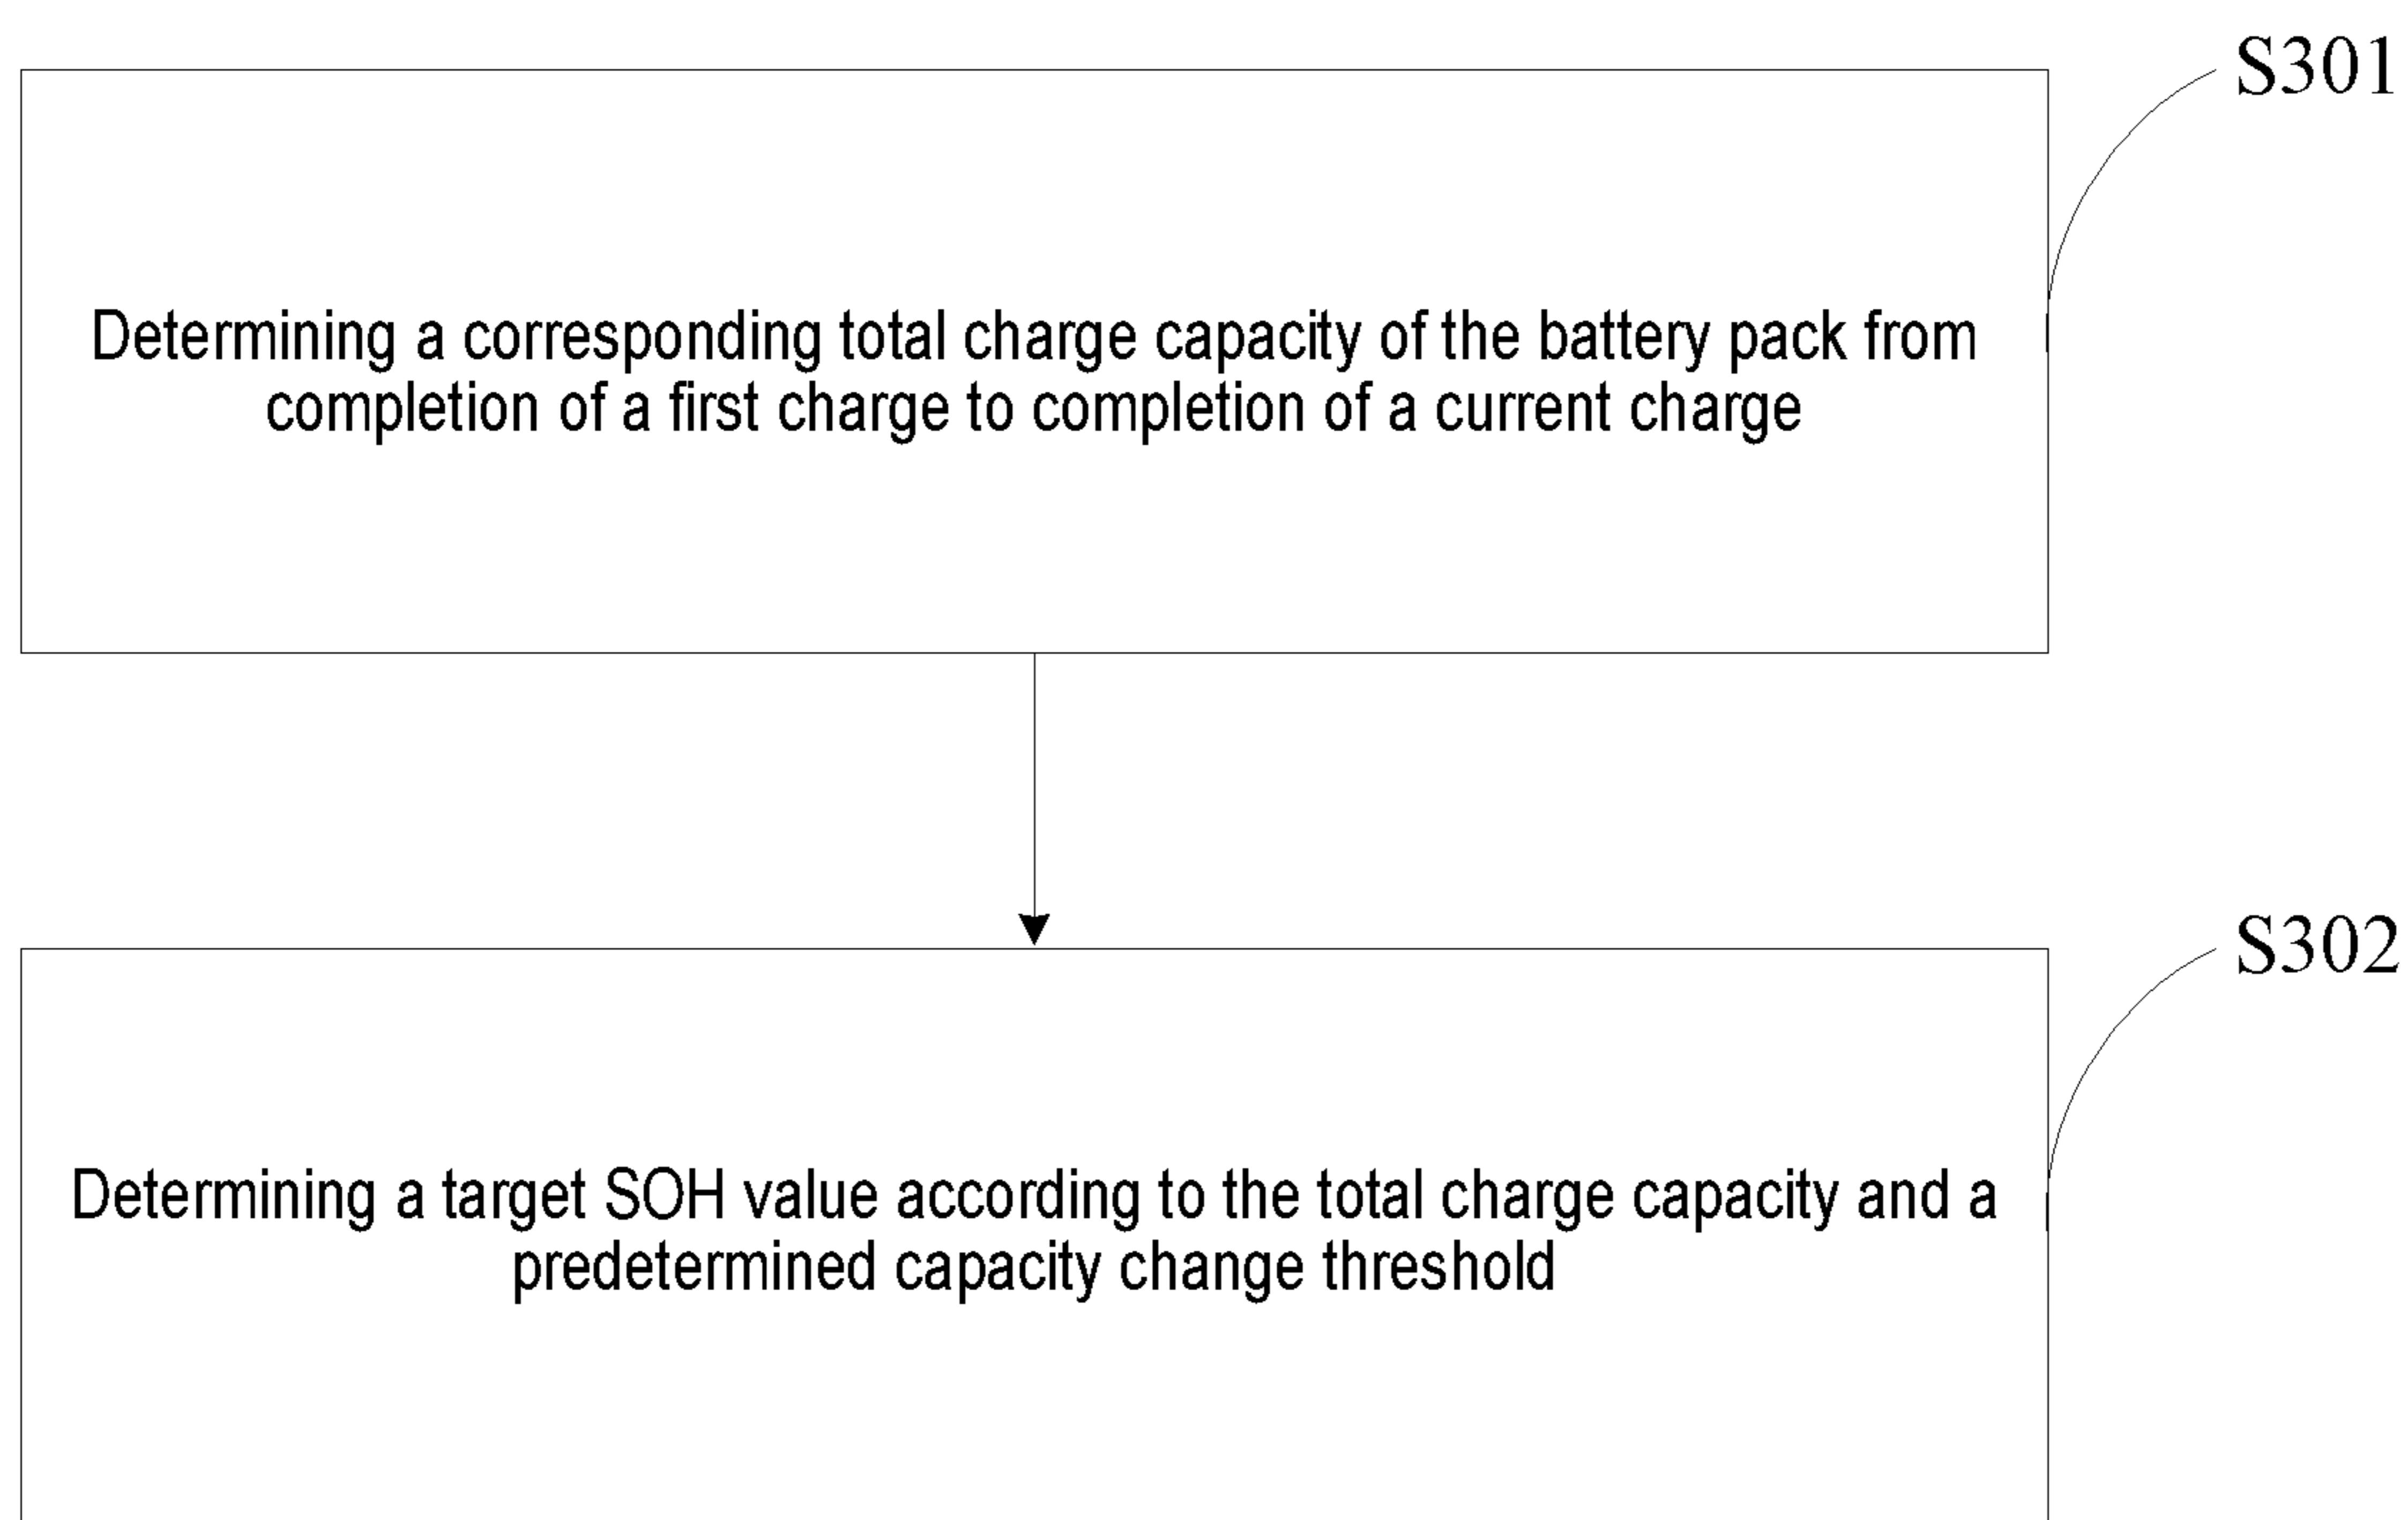 S301
Determining a corresponding total charge capacity of the battery pack from
completion of a first charge to completion of a current charge
S302
Determining a target SOH value according to the total charge capacity and a
predetermined capacity change threshold